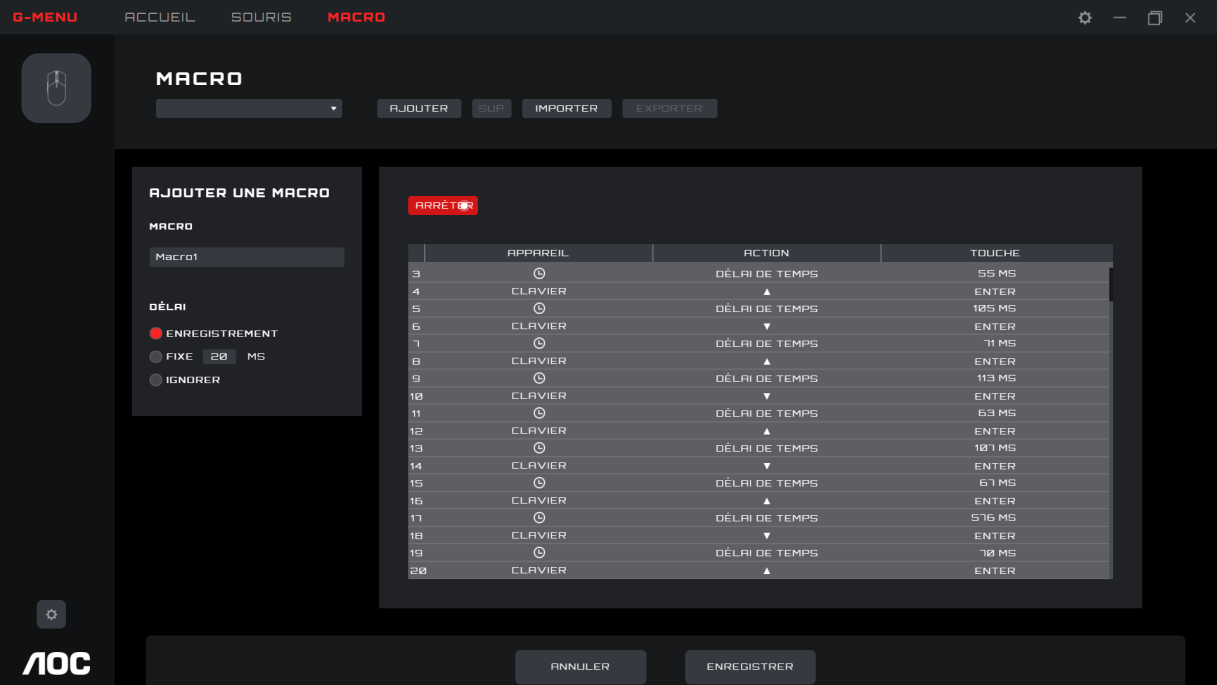 G-MENU ACCUEIL SOURIS MACRO
MACRO
AJOUTER SUP IMPORTER EXPORTER
AJOUTER UNE MACRO
MACRO
Macro1
DÉLAI
ENREGISTREMENT
FIXE 20 MS
IGNORER
ARRÊTER
APPAREIL ACTION TOUCHE
3 DÉLAI DE TEMPS 55 MS
4 CLAVIER ▲ ENTER
5 DÉLAI DE TEMPS 105 MS
6 CLAVIER ▼ ENTER
7 DÉLAI DE TEMPS 71 MS
8 CLAVIER ▲ ENTER
9 DÉLAI DE TEMPS 113 MS
10 CLAVIER ▼ ENTER
11 DÉLAI DE TEMPS 63 MS
12 CLAVIER ▲ ENTER
13 DÉLAI DE TEMPS 107 MS
14 CLAVIER ▼ ENTER
15 DÉLAI DE TEMPS 67 MS
16 CLAVIER ▲ ENTER
17 DÉLAI DE TEMPS 576 MS
18 CLAVIER ▼ ENTER
19 DÉLAI DE TEMPS 70 MS
20 CLAVIER ▲ ENTER
ANNULER ENREGISTRER
AOC